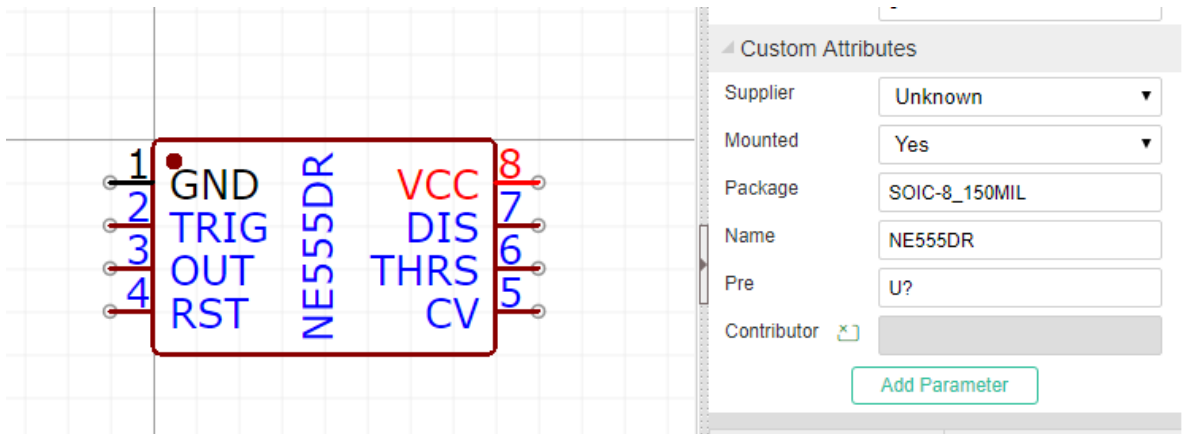 1
GND
2
TRIG
3
OUT
4
RST
NE555DR
VCC
8
DIS
7
THRS
6
CV
5
Custom Attributes
Supplier Unknown
Mounted Yes
Package SOIC-8_150MIL
Name NE555DR
Pre U?
Contributor
Add Parameter